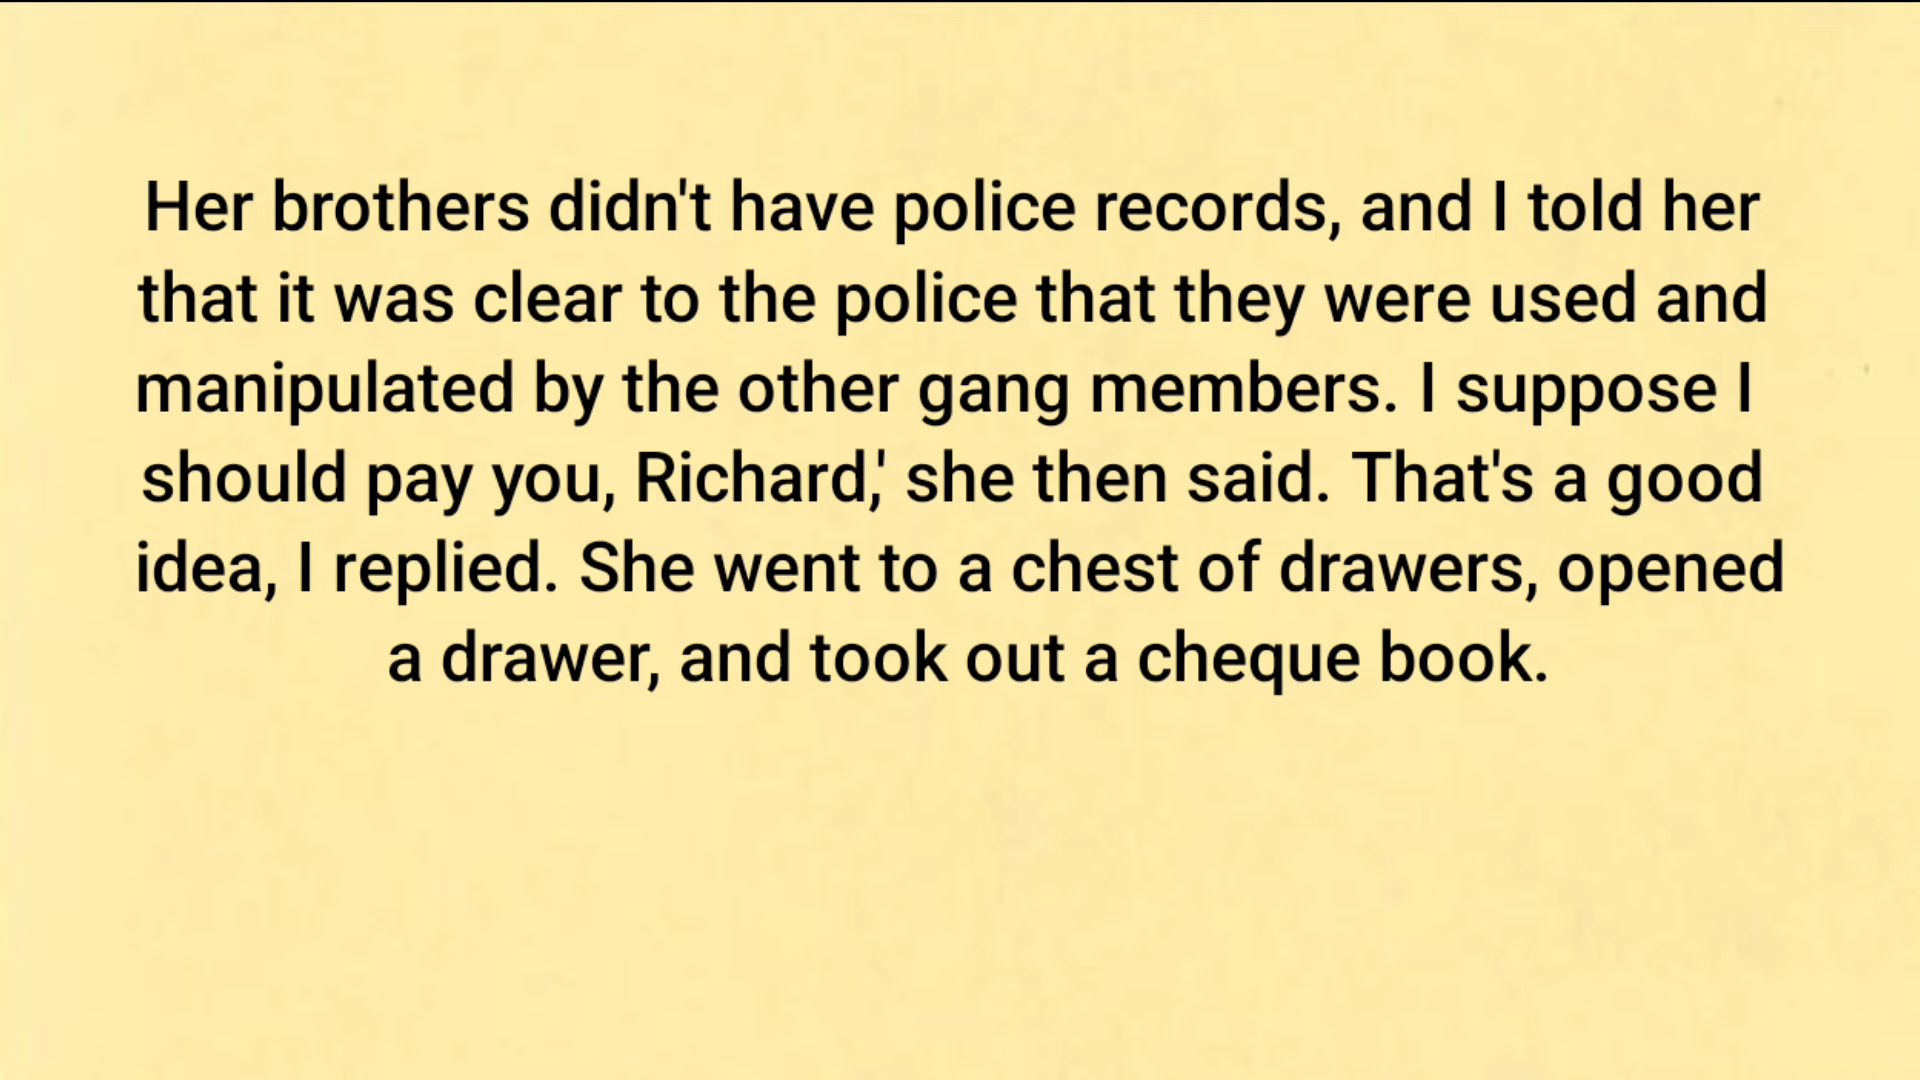 Her brothers didn't have police records, and I told her
that it was clear to the police that they were used and
manipulated by the other gang members. I suppose I
should pay you, Richard,' she then said. That's a good
idea, I replied. She went to a chest of drawers, opened
a drawer, and took out a cheque book.